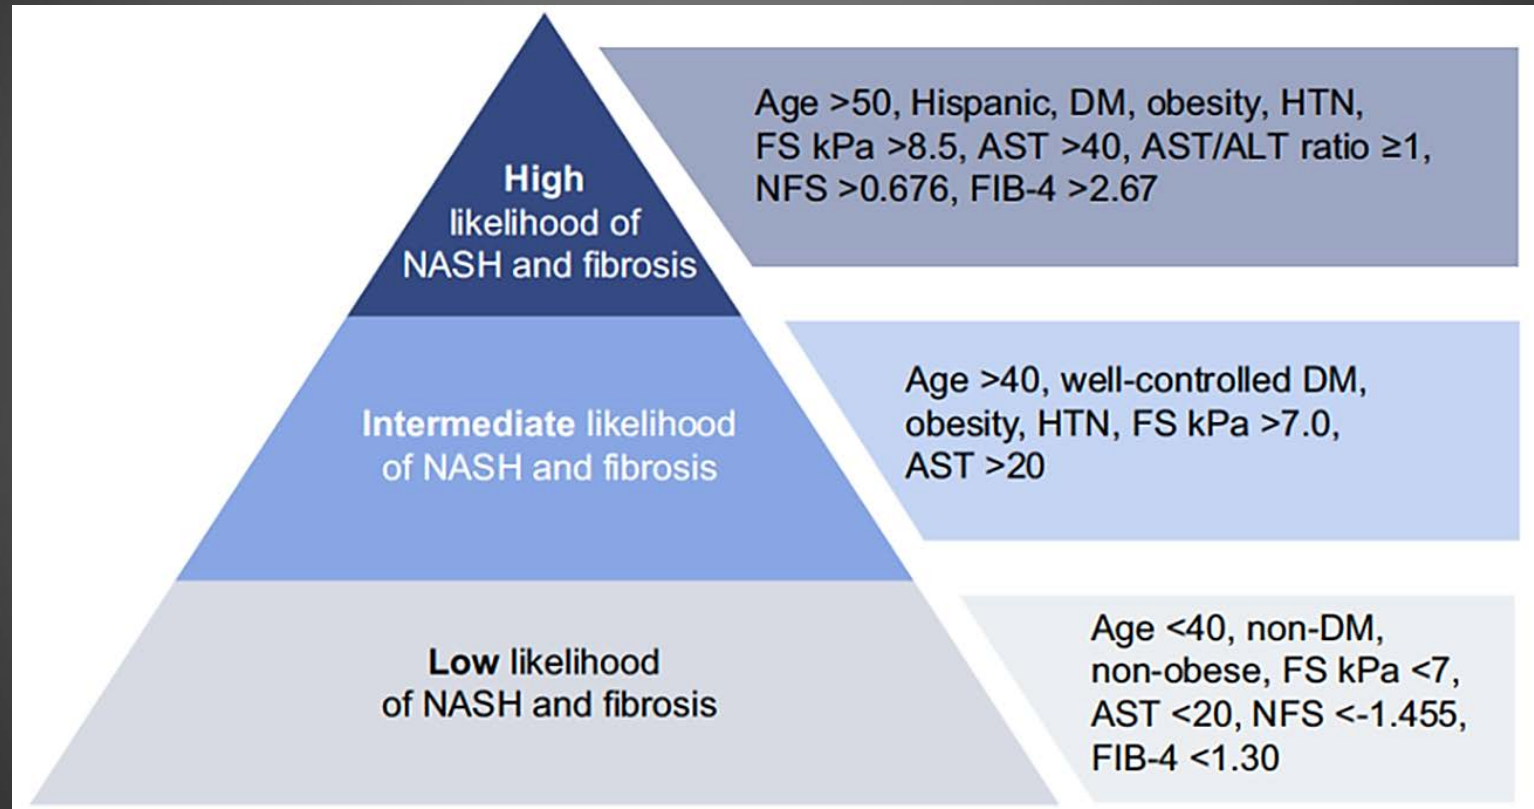 High
likelihood of
NASH and fibrosis
Age >50, Hispanic, DM, obesity, HTN,
FS kPa >8.5, AST >40, AST/ALT ratio ≥1,
NFS >0.676, FIB-4 >2.67
Intermediate likelihood
of NASH and fibrosis
Age >40, well-controlled DM,
obesity, HTN, FS kPa >7.0,
AST >20
Low likelihood
of NASH and fibrosis
Age <40, non-DM,
non-obese, FS kPa <7,
AST <20, NFS <-1.455,
FIB-4 <1.30